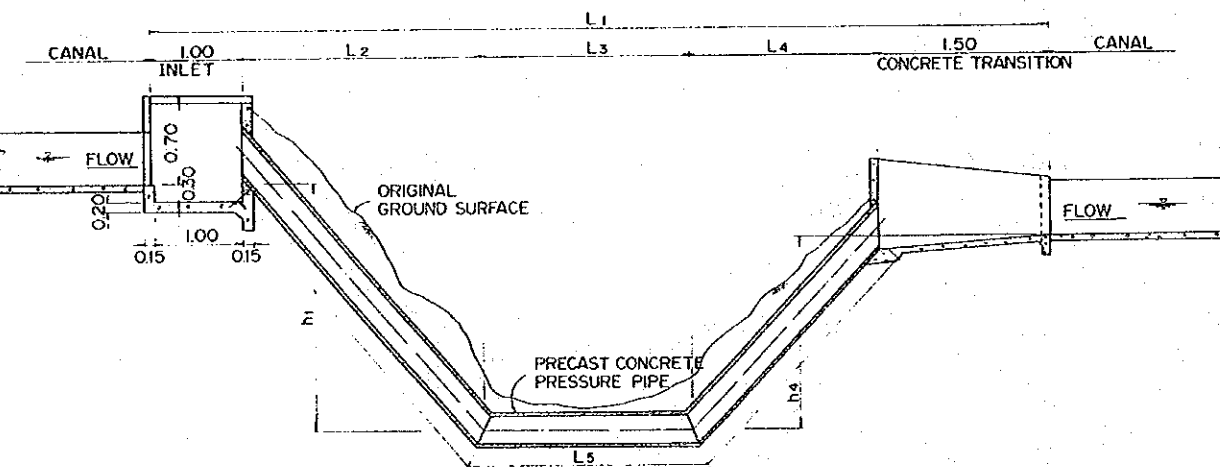 L1
CANAL 1.00 L2 L3 L4 1.50 CANAL
INLET CONCRETE TRANSITION
0.70
FLOW
0.30
ORIGINAL
GROUND SURFACE
0.20
1.00
0.15 0.15
FLOW
PRECAST CONCRETE
PRESSURE PIPE
h4
L5